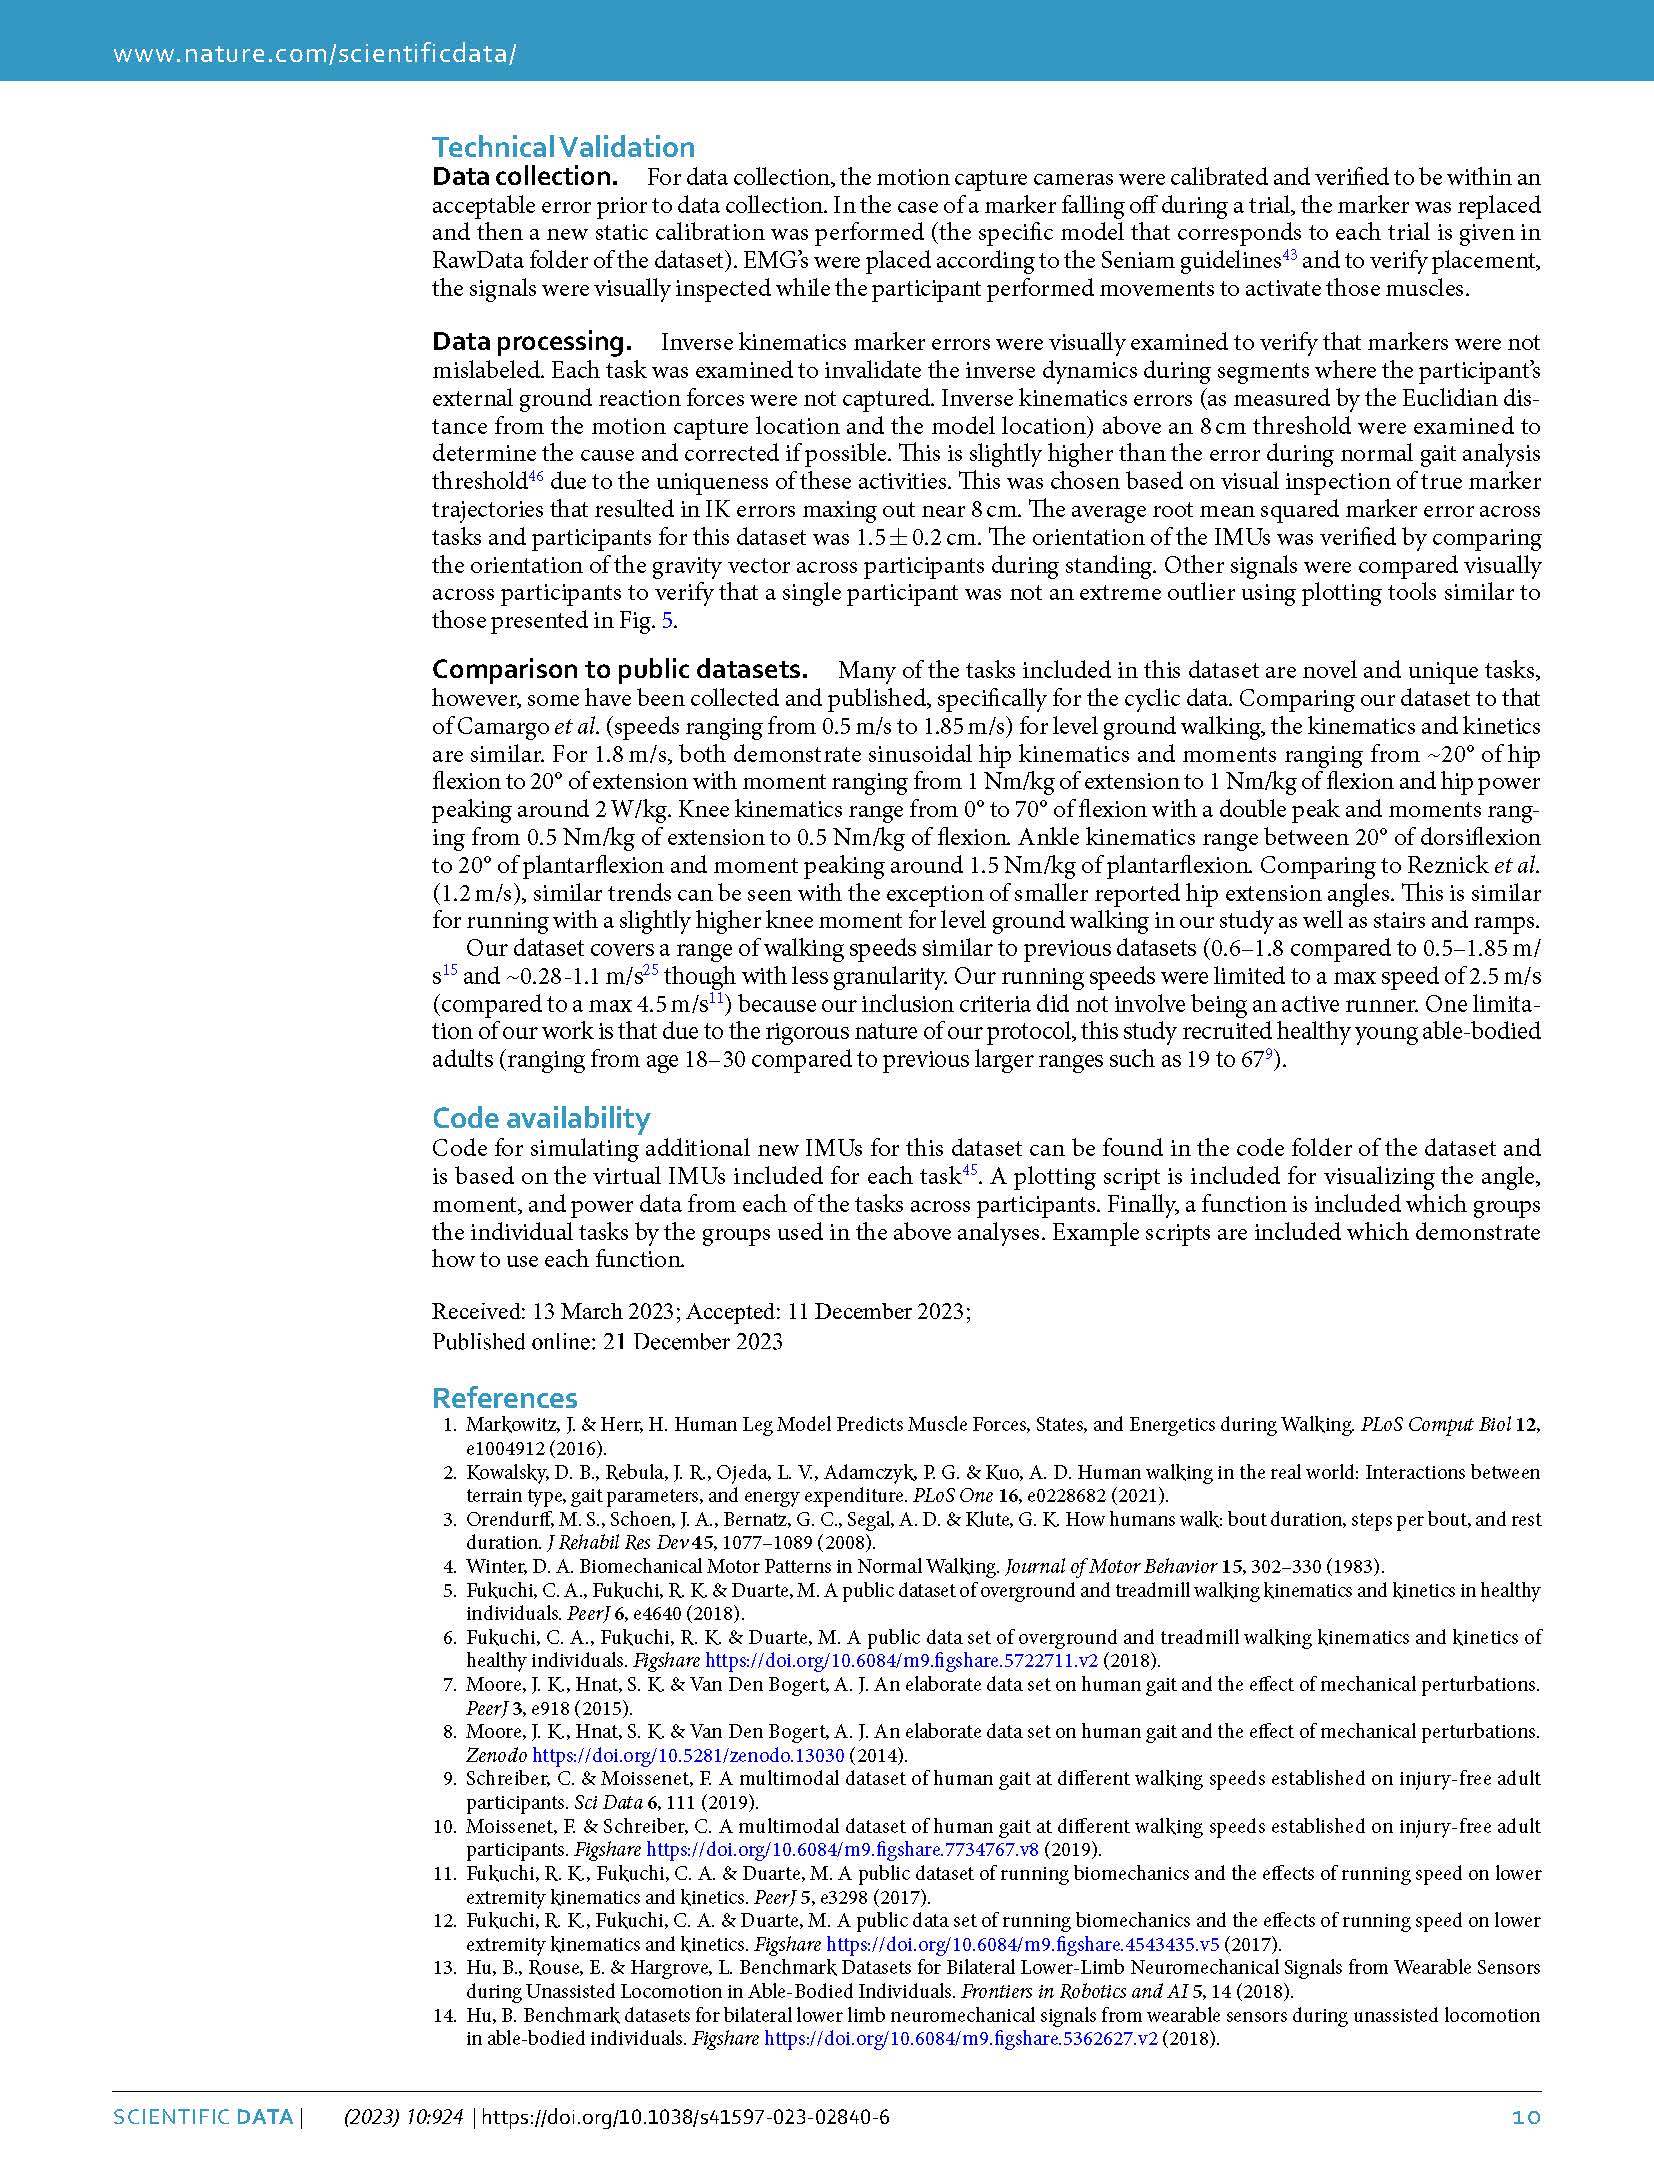 www.nature.com/scientificdata/
Technical Validation
Data collection. For data collection, the motion capture cameras were calibrated and verified to be within an
acceptable error prior to data collection. In the case of a marker falling off during a trial, the marker was replaced
and then a new static calibration was performed (the specific model that corresponds to each trial is given in
RawData folder of the dataset). EMG's were placed according to the Seniam guidelines43 and to verify placement,
the signals were visually inspected while the participant performed movements to activate those muscles.
Data processing. Inverse kinematics marker errors were visually examined to verify that markers were not
mislabeled. Each task was examined to invalidate the inverse dynamics during segments where the participant's
external ground reaction forces were not captured. Inverse kinematics errors (as measured by the Euclidian dis-
tance from the motion capture location and the model location) above an 8 cm threshold were examined to
determine the cause and corrected if possible. This is slightly higher than the error during normal gait analysis
threshold46 due to the uniqueness of these activities. This was chosen based on visual inspection of true marker
trajectories that resulted in IK errors maxing out near 8 cm. The average root mean squared marker error across
tasks and participants for this dataset was 1.5 ± 0.2 cm. The orientation of the IMUs was verified by comparing
the orientation of the gravity vector across participants during standing. Other signals were compared visually
across participants to verify that a single participant was not an extreme outlier using plotting tools similar to
those presented in Fig. 5.
Comparison to public datasets. Many of the tasks included in this dataset are novel and unique tasks,
however, some have been collected and published, specifically for the cyclic data. Comparing our dataset to that
of Camargo et al. (speeds ranging from 0.5 m/s to 1.85 m/s) for level ground walking, the kinematics and kinetics
are similar. For 1.8 m/s, both demonstrate sinusoidal hip kinematics and moments ranging from ~20° of hip
flexion to 20° of extension with moment ranging from 1 Nm/kg of extension to 1 Nm/kg of flexion and hip power
peaking around 2 W/kg. Knee kinematics range from 0° to 70° of flexion with a double peak and moments rang-
ing from 0.5 Nm/kg of extension to 0.5 Nm/kg of flexion. Ankle kinematics range between 20° of dorsiflexion
to 20° of plantarflexion and moment peaking around 1.5 Nm/kg of plantarflexion. Comparing to Reznick et al.
(1.2 m/s), similar trends can be seen with the exception of smaller reported hip extension angles. This is similar
for running with a slightly higher knee moment for level ground walking in our study as well as stairs and ramps.
Our dataset covers a range of walking speeds similar to previous datasets (0.6–1.8 compared to 0.5–1.85 m/
s15 and ~0.28-1.1 m/s25 though with less granularity. Our running speeds were limited to a max speed of 2.5 m/s
(compared to a max 4.5 m/s11) because our inclusion criteria did not involve being an active runner. One limita-
tion of our work is that due to the rigorous nature of our protocol, this study recruited healthy young able-bodied
adults (ranging from age 18–30 compared to previous larger ranges such as 19 to 679).
Code availability
Code for simulating additional new IMUs for this dataset can be found in the code folder of the dataset and
is based on the virtual IMUs included for each task45. A plotting script is included for visualizing the angle,
moment, and power data from each of the tasks across participants. Finally, a function is included which groups
the individual tasks by the groups used in the above analyses. Example scripts are included which demonstrate
how to use each function.
Received: 13 March 2023; Accepted: 11 December 2023;
Published online: 21 December 2023
References
1. Markowitz, J. & Herr, H. Human Leg Model Predicts Muscle Forces, States, and Energetics during Walking. PLoS Comput Biol 12,
e1004912 (2016).
2. Kowalsky, D. B., Rebula, J. R., Ojeda, L. V., Adamczyk, P. G. & Kuo, A. D. Human walking in the real world: Interactions between
terrain type, gait parameters, and energy expenditure. PLoS One 16, e0228682 (2021).
3. Orendurff, M. S., Schoen, J. A., Bernatz, G. C., Segal, A. D. & Klute, G. K. How humans walk: bout duration, steps per bout, and rest
duration. J Rehabil Res Dev 45, 1077–1089 (2008).
4. Winter, D. A. Biomechanical Motor Patterns in Normal Walking. Journal of Motor Behavior 15, 302–330 (1983).
5. Fukuchi, C. A., Fukuchi, R. K. & Duarte, M. A public dataset of overground and treadmill walking kinematics and kinetics in healthy
individuals. PeerJ 6, e4640 (2018).
6. Fukuchi, C. A., Fukuchi, R. K. & Duarte, M. A public data set of overground and treadmill walking kinematics and kinetics of
healthy individuals. Figshare https://doi.org/10.6084/m9.figshare.5722711.v2 (2018).
7. Moore, J. K., Hnat, S. K. & Van Den Bogert, A. J. An elaborate data set on human gait and the effect of mechanical perturbations.
PeerJ 3, e918 (2015).
8. Moore, J. K., Hnat, S. K. & Van Den Bogert, A. J. An elaborate data set on human gait and the effect of mechanical perturbations.
Zenodo https://doi.org/10.5281/zenodo.13030 (2014).
9. Schreiber, C. & Moissenet, F. A multimodal dataset of human gait at different walking speeds established on injury-free adult
participants. Sci Data 6, 111 (2019).
10. Moissenet, F. & Schreiber, C. A multimodal dataset of human gait at different walking speeds established on injury-free adult
participants. Figshare https://doi.org/10.6084/m9.figshare.7734767.v8 (2019).
11. Fukuchi, R. K., Fukuchi, C. A. & Duarte, M. A public dataset of running biomechanics and the effects of running speed on lower
extremity kinematics and kinetics. PeerJ 5, e3298 (2017).
12. Fukuchi, R. K., Fukuchi, C. A. & Duarte, M. A public data set of running biomechanics and the effects of running speed on lower
extremity kinematics and kinetics. Figshare https://doi.org/10.6084/m9.figshare.4543435.v5 (2017).
13. Hu, B., Rouse, E. & Hargrove, L. Benchmark Datasets for Bilateral Lower-Limb Neuromechanical Signals from Wearable Sensors
during Unassisted Locomotion in Able-Bodied Individuals. Frontiers in Robotics and AI 5, 14 (2018).
14. Hu, B. Benchmark datasets for bilateral lower limb neuromechanical signals from wearable sensors during unassisted locomotion
in able-bodied individuals. Figshare https://doi.org/10.6084/m9.figshare.5362627.v2 (2018).
SCIENTIFIC DATA | (2023) 10:924 | https://doi.org/10.1038/s41597-023-02840-6 10